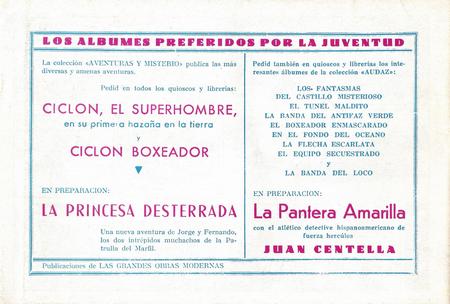 LOS ALBUMES PREFERIDOS POR LA JUVENTUD
La colección «AVENTURAS Y MISTERIO» publica las más
diversas y amenas aventuras.
Pedid en todos los quioscos y librerías:
CICLON, EL SUPERHOMBRE,
en su primera hazaña en la tierra
y
CICLON BOXEADOR
EN PREPARACION:
LA PRINCESA DESTERRADA
Una nueva aventura de Jorge y Fernando,
los dos intrépidos muchachos de la Pa-
trulla del Marfil.
Publicaciones de LAS GRANDES OBRAS MODERNAS
Pedid también en quioscos y librerías los inte-
resantes álbumes de la colección «AUDAZ»:
LOS FANTASMAS
DEL CASTILLO MISTERIOSO
EL TUNEL MALDITO
LA BANDA DEL ANTIFAZ VERDE
EL BOXEADOR ENMASCARADO
EN EL FONDO DEL OCEANO
LA FLECHA ESCARLATA
EL EQUIPO SECUESTRADO
y
LA BANDA DEL LOCO
EN PREPARACION:
La Pantera Amarilla
con el atlético detective hispanoamericano de
fuerza hercúlea
JUAN CENTELLA